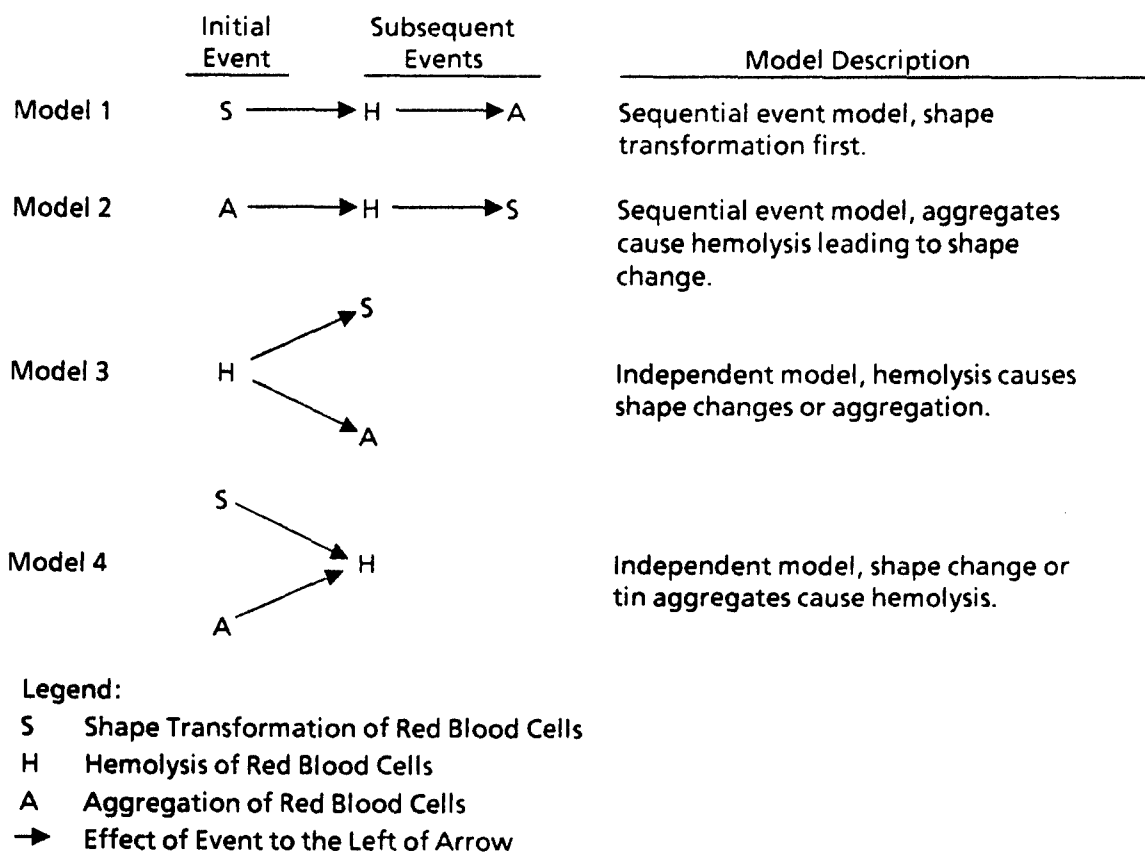 Initial Event
Subsequent Events
Model Description
Model 1
S → H → A
Sequential event model, shape
transformation first.
Model 2
A → H → S
Sequential event model, aggregates
cause hemolysis leading to shape
change.
Model 3
H
S
A
Independent model, hemolysis causes
shape changes or aggregation.
Model 4
S
A
H
Independent model, shape change or
tin aggregates cause hemolysis.
Legend:
S Shape Transformation of Red Blood Cells
H Hemolysis of Red Blood Cells
A Aggregation of Red Blood Cells
→ Effect of Event to the Left of Arrow